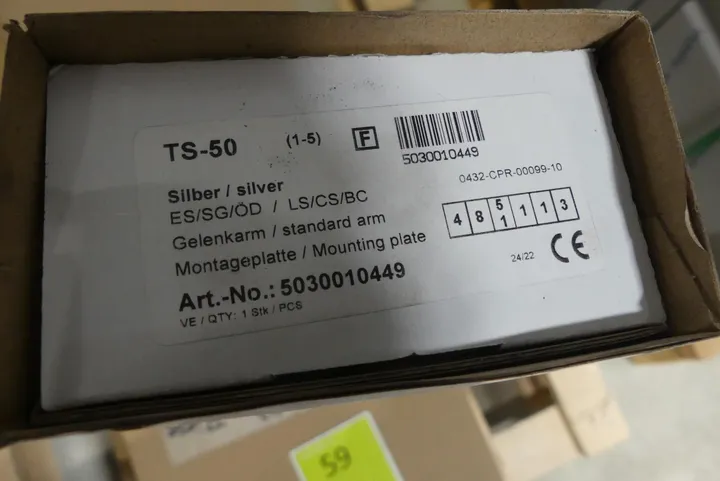 TS-50 (1-5) F
5030010449
0432-CPR-00099-10
Silber / silver
ES/SG/ÖD / LS/CS/BC
Gelenkarm / standard arm
Montageplatte / Mounting plate
4 8 5/1 1 1 3
24/22 CE
Art.-No.: 5030010449
VE / QTY: 1 Stk / PCS
59